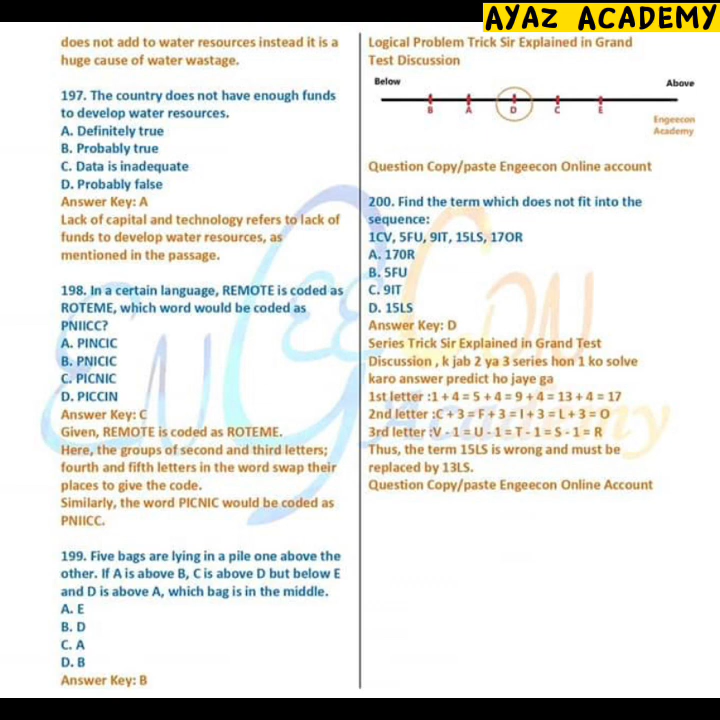 AYAZ ACADEMY
does not add to water resources instead it is a
huge cause of water wastage.
197. The country does not have enough funds
to develop water resources.
A. Definitely true
B. Probably true
C. Data is inadequate
D. Probably false
Answer Key: A
Lack of capital and technology refers to lack of
funds to develop water resources, as
mentioned in the passage.
198. In a certain language, REMOTE is coded as
ROTEME, which word would be coded as
PNIICC?
A. PINCIC
B. PNICIC
C. PICNIC
D. PICCIN
Answer Key: C
Given, REMOTE is coded as ROTEME.
Here, the groups of second and third letters;
fourth and fifth letters in the word swap their
places to give the code.
Similarly, the word PICNIC would be coded as
PNIICC.
199. Five bags are lying in a pile one above the
other. If A is above B, C is above D but below E
and D is above A, which bag is in the middle.
A. E
B. D
C. A
D. B
Answer Key: B
Logical Problem Trick Sir Explained in Grand
Test Discussion
Below Above
B A D C E
Engeecon
Academy
Question Copy/paste Engeecon Online account
200. Find the term which does not fit into the
sequence:
1CV, 5FU, 9IT, 15LS, 17OR
A. 17OR
B. 5FU
C. 9IT
D. 15LS
Answer Key: D
Series Trick Sir Explained in Grand Test
Discussion , k jab 2 ya 3 series hon 1 ko solve
karo answer predict ho jaye ga
1st letter :1 + 4 = 5 + 4 = 9 + 4 = 13 + 4 = 17
2nd letter :C + 3 = F + 3 = I + 3 = L + 3 = O
3rd letter :V - 1 = U - 1 = T - 1 = S - 1 = R
Thus, the term 15LS is wrong and must be
replaced by 13LS.
Question Copy/paste Engeecon Online Account
ENGEECON
Academy